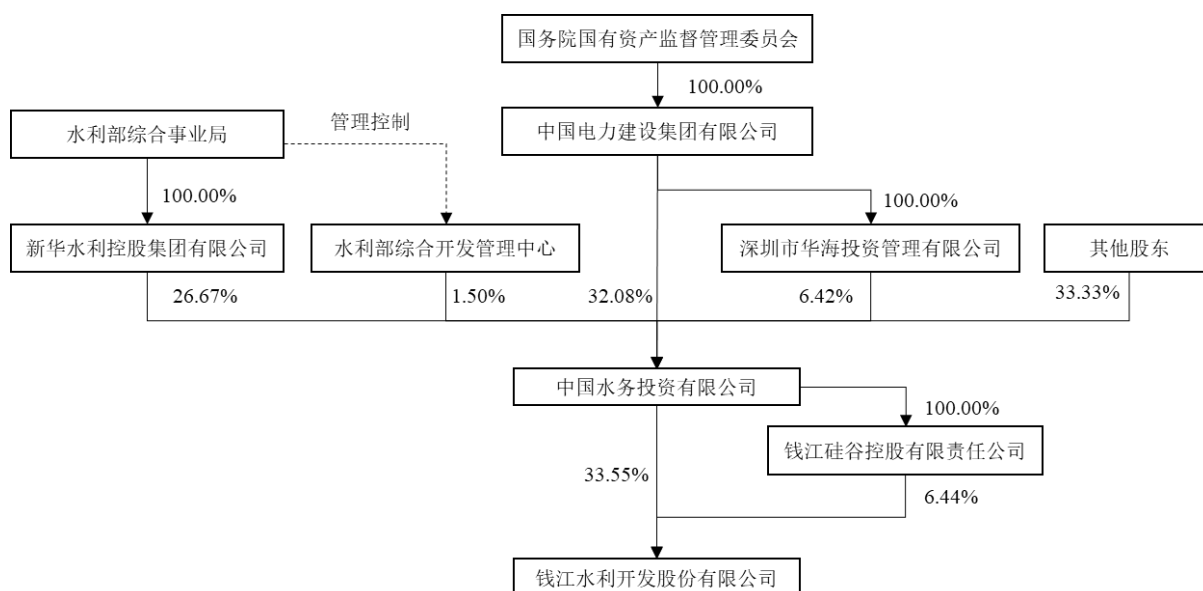 国务院国有资产监督管理委员会
100.00%
水利部综合事业局
管理控制
中国电力建设集团有限公司
100.00%
100.00%
新华水利控股集团有限公司
水利部综合开发管理中心
深圳市华海投资管理有限公司
其他股东
26.67%
1.50%
32.08%
6.42%
33.33%
中国水务投资有限公司
100.00%
钱江硅谷控股有限责任公司
33.55%
6.44%
钱江水利开发股份有限公司